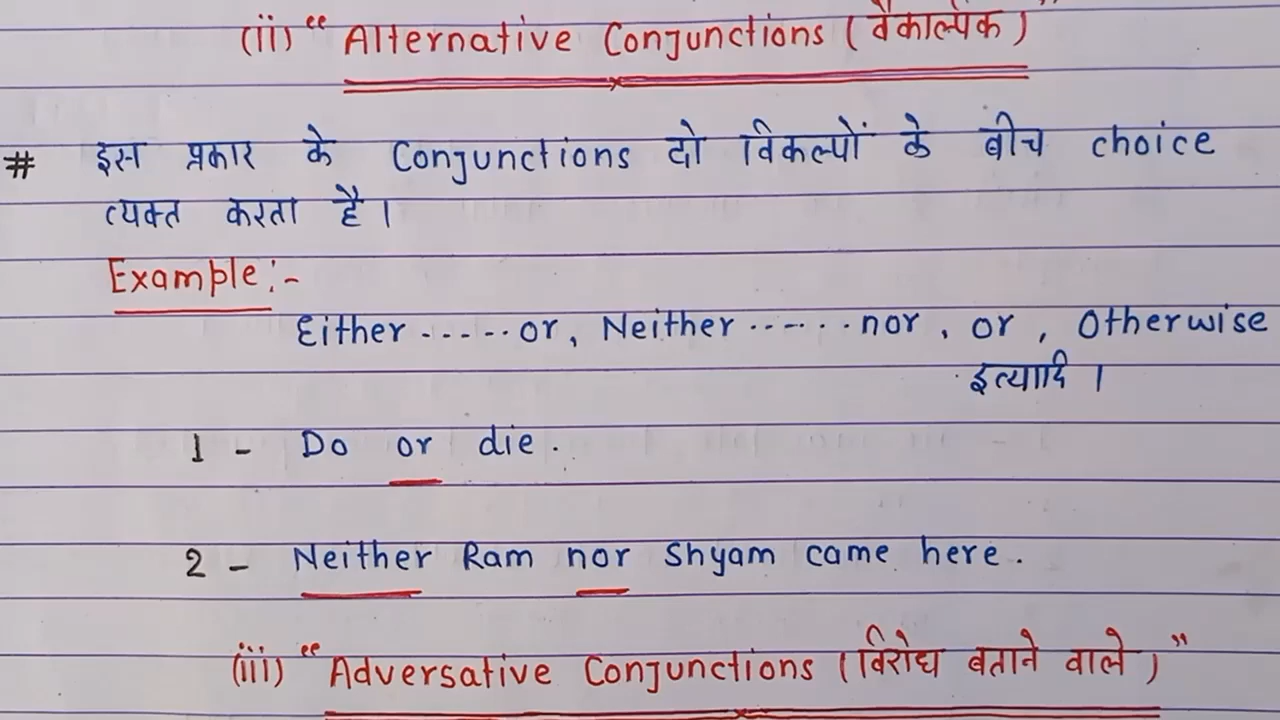 (ii) “ Alternative Conjunctions ( वैकल्पिक ) ”
# इस प्रकार के Conjunctions दो विकल्पों के बीच choice
व्यक्त करता है ।
Example :-
Either ...... or, Neither ...... nor , or , Otherwise
इत्यादि ।
1 - Do or die .
2 - Neither Ram nor Shyam came here .
(iii) “ Adversative Conjunctions ( विरोध बताने वाले ) ”